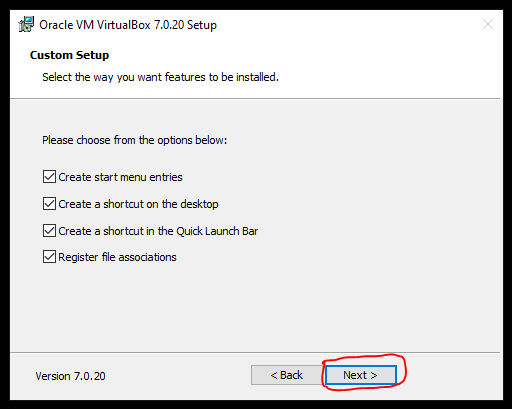 Oracle VM VirtualBox 7.0.20 Setup
Custom Setup
Select the way you want features to be installed.
Please choose from the options below:
Create start menu entries
Create a shortcut on the desktop
Create a shortcut in the Quick Launch Bar
Register file associations
Version 7.0.20
< Back
Next >